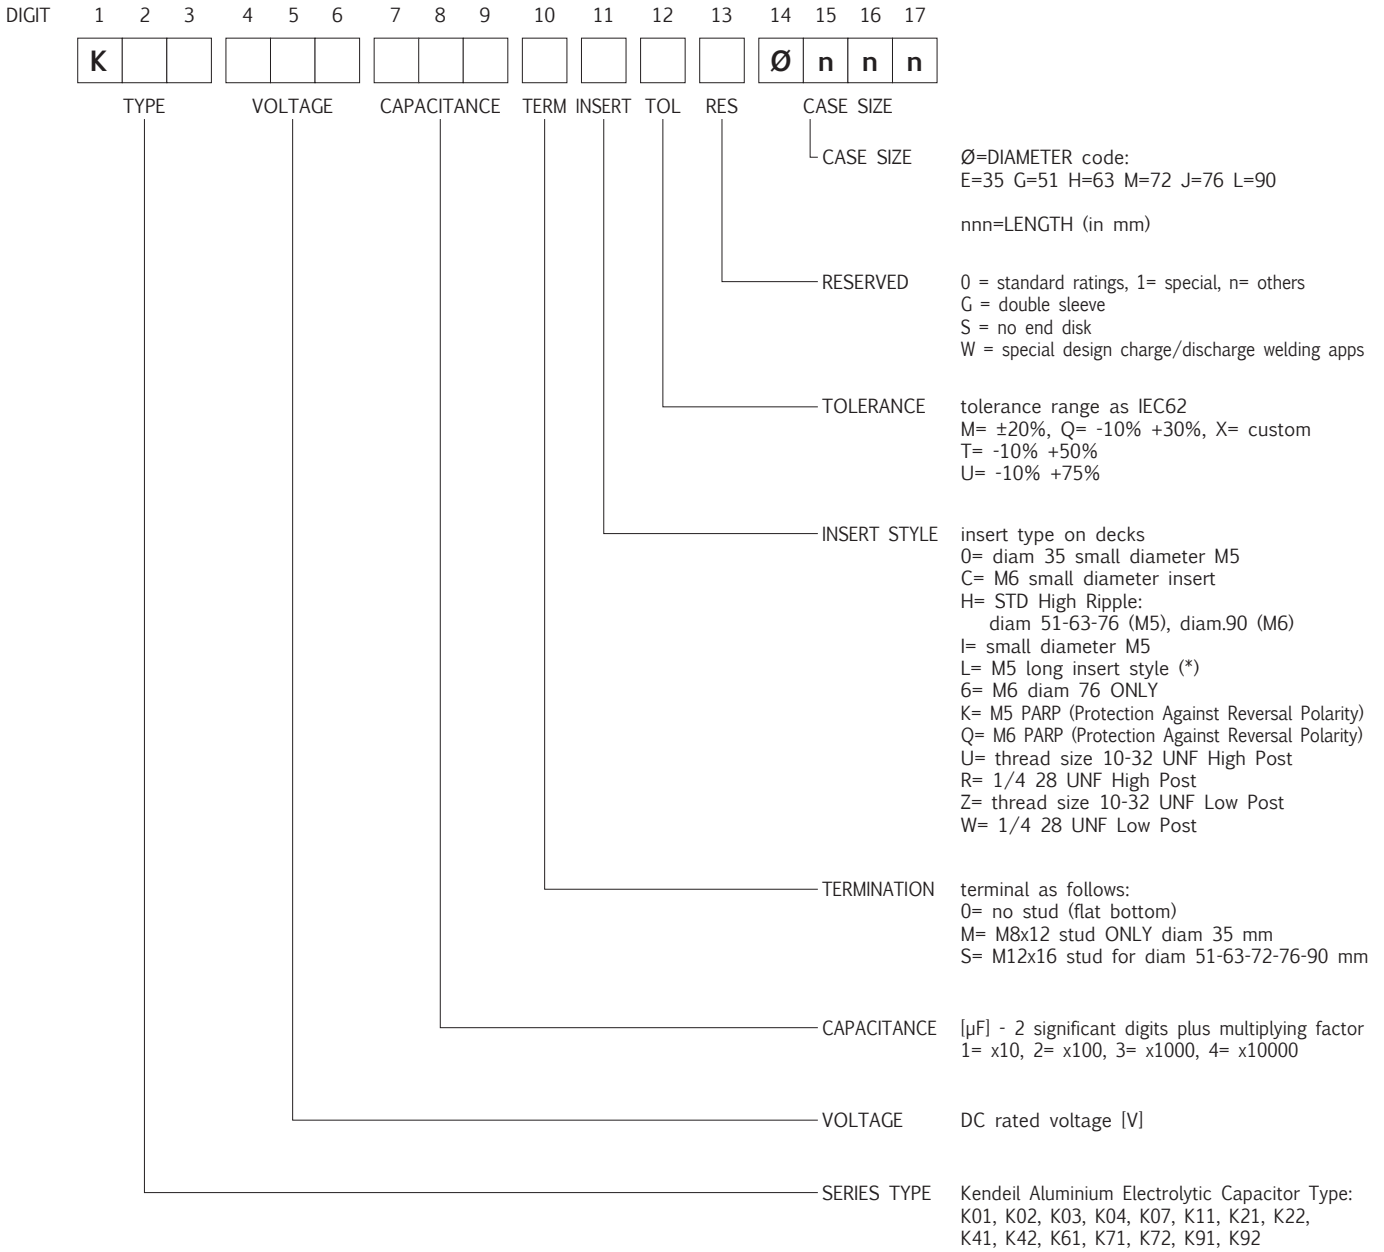 DIGIT 1 2 3 4 5 6 7 8 9 10 11 12 13 14 15 16 17
K Ø n n n
TYPE VOLTAGE CAPACITANCE TERM INSERT TOL RES CASE SIZE
CASE SIZE Ø=DIAMETER code:
E=35 G=51 H=63 M=72 J=76 L=90
nnn=LENGTH (in mm)
RESERVED 0 = standard ratings, 1= special, n= others
G = double sleeve
S = no end disk
W = special design charge/discharge welding apps
TOLERANCE tolerance range as IEC62
M= ±20%, Q= -10% +30%, X= custom
T= -10% +50%
U= -10% +75%
INSERT STYLE insert type on decks
0= diam 35 small diameter M5
C= M6 small diameter insert
H= STD High Ripple:
diam 51-63-76 (M5), diam.90 (M6)
I= small diameter M5
L= M5 long insert style (*)
6= M6 diam 76 ONLY
K= M5 PARP (Protection Against Reversal Polarity)
Q= M6 PARP (Protection Against Reversal Polarity)
U= thread size 10-32 UNF High Post
R= 1/4 28 UNF High Post
Z= thread size 10-32 UNF Low Post
W= 1/4 28 UNF Low Post
TERMINATION terminal as follows:
0= no stud (flat bottom)
M= M8x12 stud ONLY diam 35 mm
S= M12x16 stud for diam 51-63-72-76-90 mm
CAPACITANCE [µF] - 2 significant digits plus multiplying factor
1= x10, 2= x100, 3= x1000, 4= x10000
VOLTAGE DC rated voltage [V]
SERIES TYPE Kendeil Aluminium Electrolytic Capacitor Type:
K01, K02, K03, K04, K07, K11, K21, K22,
K41, K42, K61, K71, K72, K91, K92